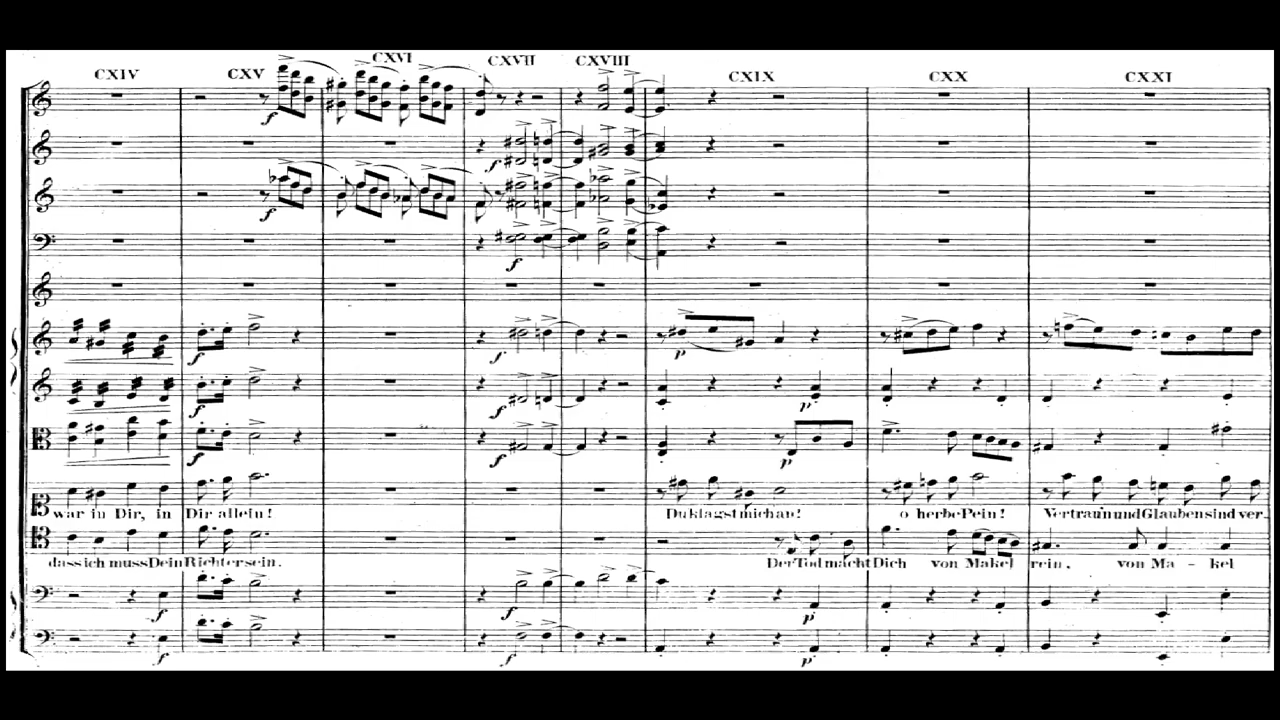 CXIV CXV CXVI CXVII CXVIII CXIX CXX CXXI
f
f
f
f
f p
f f p
f f p
war in Dir, in Dir allein! Du klagst mich an! o herbe Pein! Vertrau'n und Glauben sind ver-
dass ich muss Dein Richter sein. Der Tod macht Dich von Makel rein, von Ma - kel
f f p
f f p